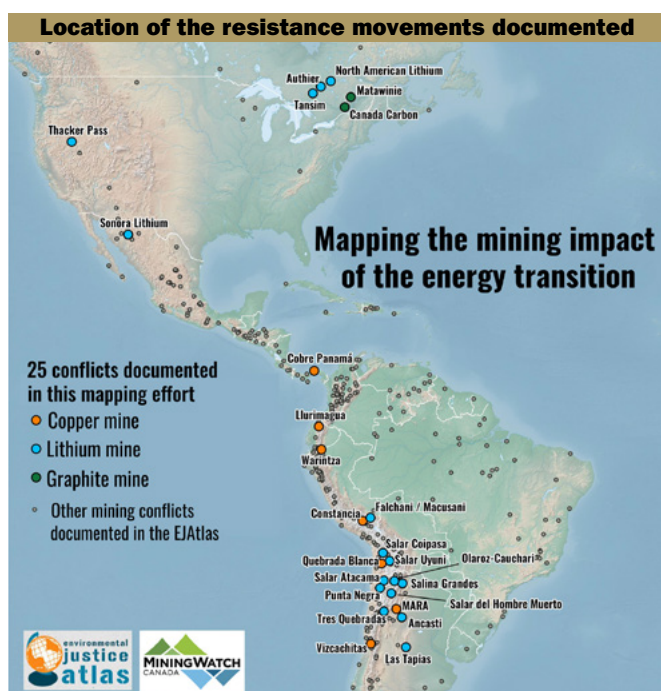 Location of the resistance movements documented
North American Lithium
Authier
Matawinie
Tansim
Canada Carbon
Thacker Pass
Sonora Lithium
Mapping the mining impact
of the energy transition
25 conflicts documented
in this mapping effort
Copper mine
Lithium mine
Graphite mine
Other mining conflicts
documented in the EJAtlas
Cobre Panamá
Llurimagua
Warintza
Falchani / Macusani
Constancia
Salar Coipasa
Olaroz-Cauchari
Quebrada Blanca
Salar Uyuni
Salar Atacama
Salina Grandes
Punta Negra
MARA
Salar del Hombre Muerto
Tres Quebradas
Ancasti
Vizcachitas
Las Tapias
environmental
justice
atlas
MININGWATCH
CANADA